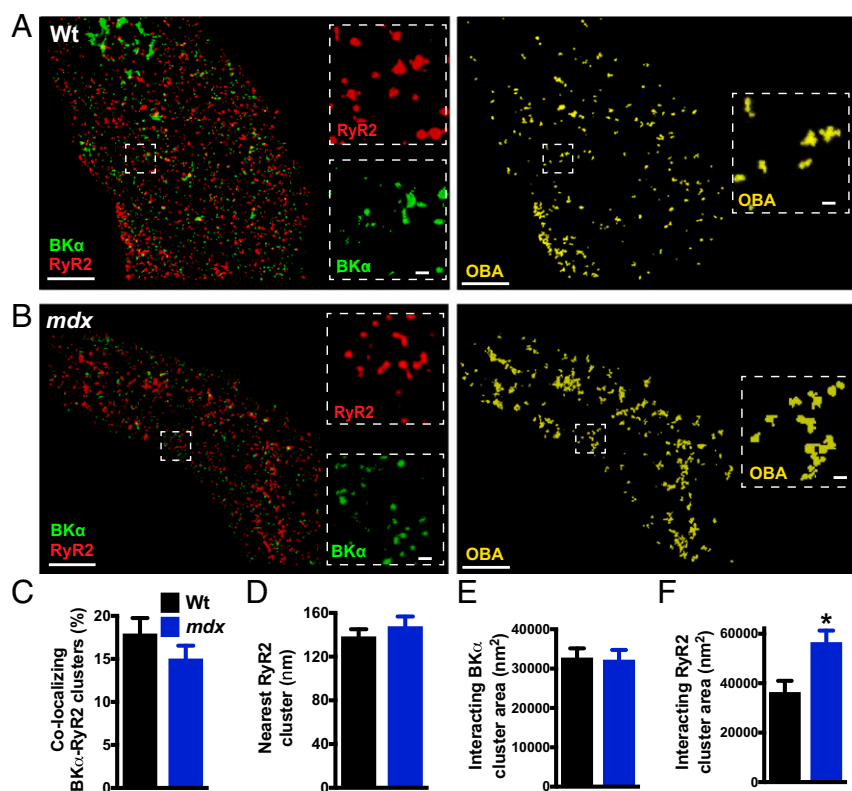 A
Wt
RyR2
BKα
BKα
RyR2
OBA
OBA
B
mdx
RyR2
BKα
BKα
RyR2
OBA
OBA
C
Wt
mdx
Co-localizing
BKα-RyR2 clusters (%)
20
15
10
5
0
D
Nearest RyR2
cluster (nm)
160
120
80
40
0
E
Interacting BKα
cluster area (nm²)
40000
30000
20000
10000
0
F
Interacting RyR2
cluster area (nm²)
60000
40000
20000
0
*